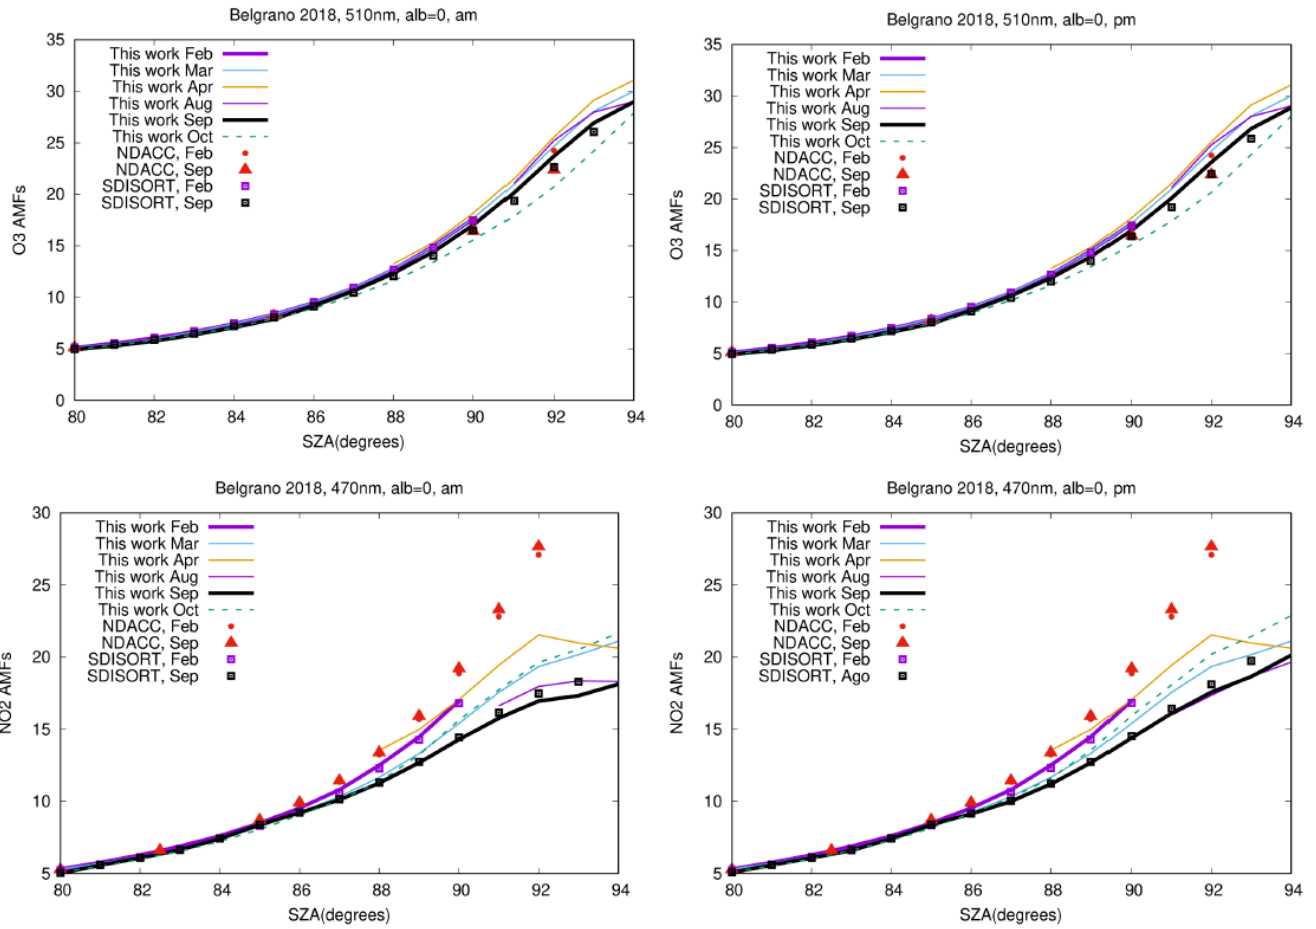 Belgrano 2018, 510nm, alb=0, am
35
30
25
20
15
10
5
0
O3 AMFs
This work Feb
This work Mar
This work Apr
This work Aug
This work Sep
This work Oct
NDACC, Feb
NDACC, Sep
SDISORT, Feb
SDISORT, Sep
80 82 84 86 88 90 92 94
SZA(degrees)
Belgrano 2018, 510nm, alb=0, pm
35
30
25
20
15
10
5
0
O3 AMFs
This work Feb
This work Mar
This work Apr
This work Aug
This work Sep
This work Oct
NDACC, Feb
NDACC, Sep
SDISORT, Feb
SDISORT, Sep
80 82 84 86 88 90 92 94
SZA(degrees)
Belgrano 2018, 470nm, alb=0, am
30
25
20
15
10
5
NO2 AMFs
This work Feb
This work Mar
This work Apr
This work Aug
This work Sep
This work Oct
NDACC, Feb
NDACC, Sep
SDISORT, Feb
SDISORT, Sep
80 82 84 86 88 90 92 94
SZA(degrees)
Belgrano 2018, 470nm, alb=0, pm
30
25
20
15
10
5
NO2 AMFs
This work Feb
This work Mar
This work Apr
This work Aug
This work Sep
This work Oct
NDACC, Feb
NDACC, Sep
SDISORT, Feb
SDISORT, Ago
80 82 84 86 88 90 92 94
SZA(degrees)